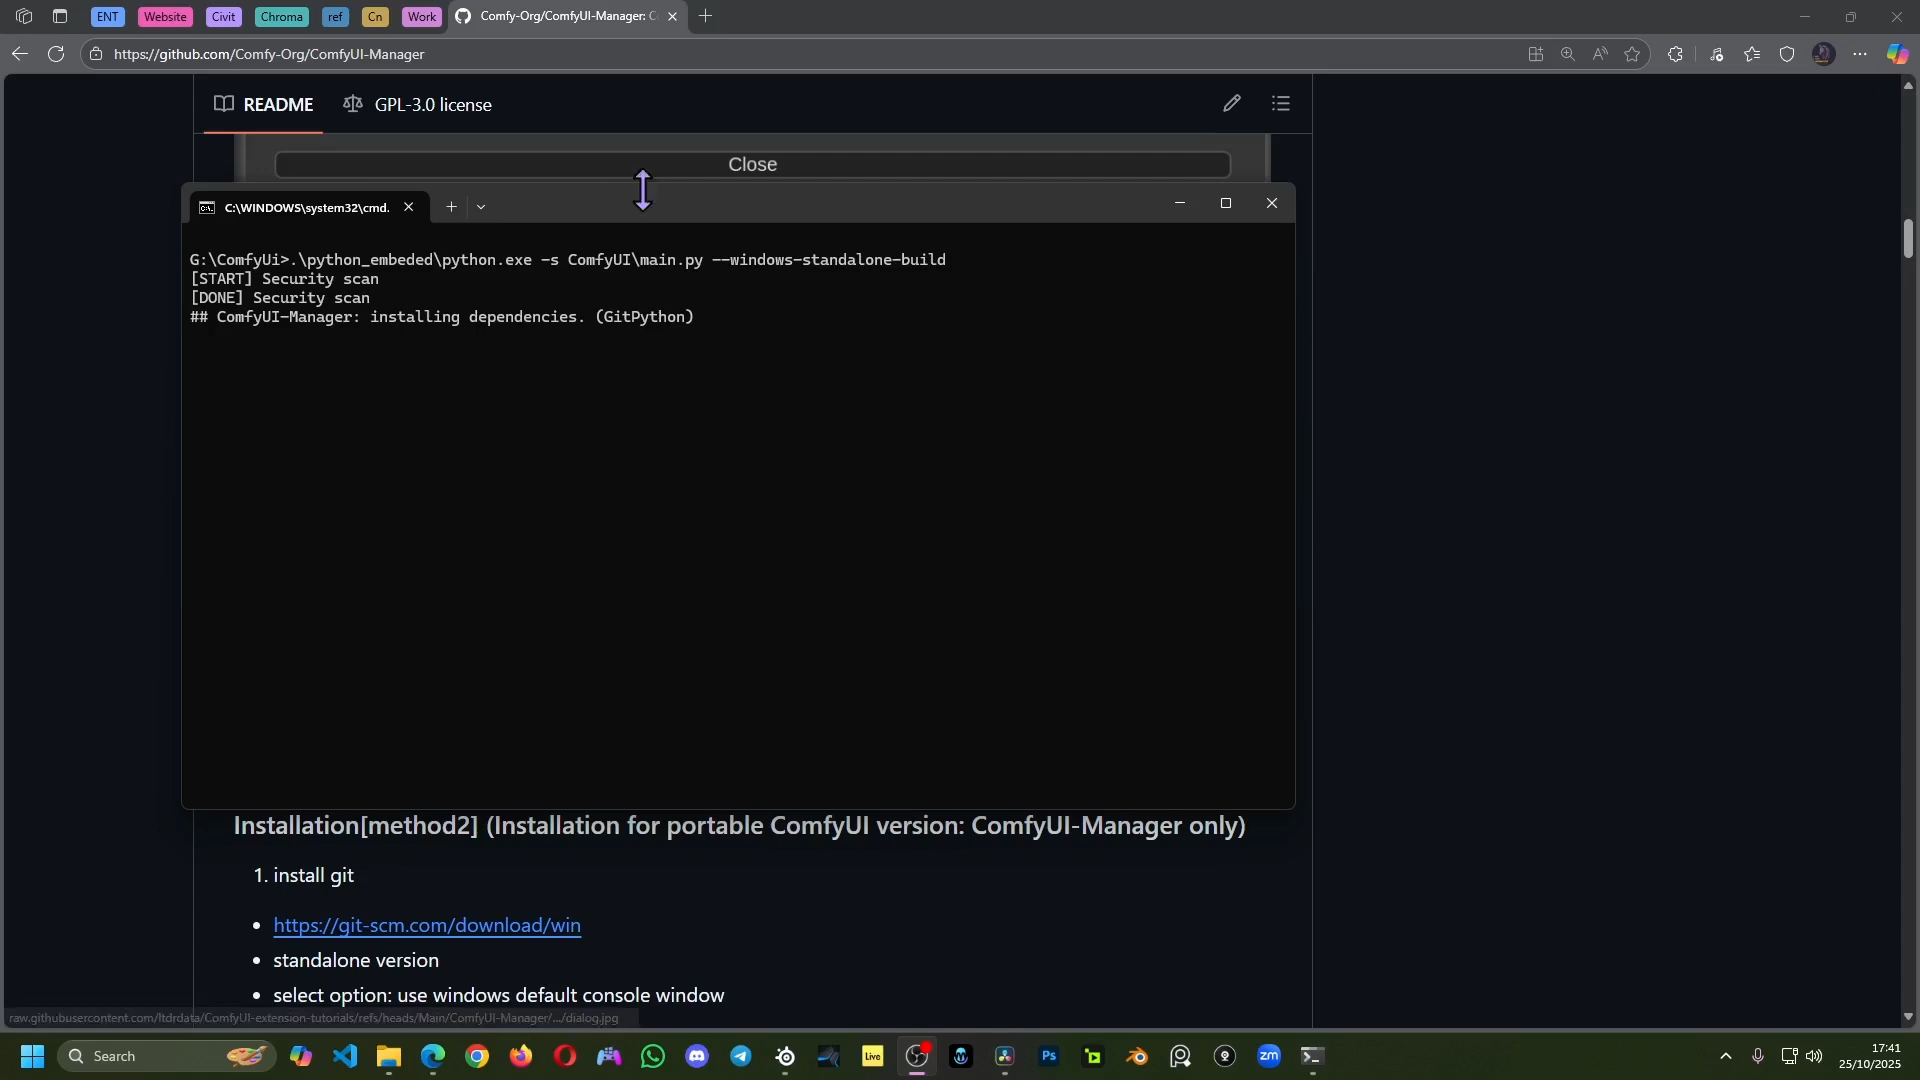 ENT
Website
Civit
Chroma
ref
Cn
Work
Comfy-Org/ComfyUI-Manager: C
https://github.com/Comfy-Org/ComfyUI-Manager
README
GPL-3.0 license
Close
C:\WINDOWS\system32\cmd.
G:\ComfyUi>.\python_embeded\python.exe -s ComfyUI\main.py --windows-standalone-build
[START] Security scan
[DONE] Security scan
## ComfyUI-Manager: installing dependencies. (GitPython)
Installation[method2] (Installation for portable ComfyUI version: ComfyUI-Manager only)
1. install git
• https://git-scm.com/download/win
• standalone version
• select option: use windows default console window
raw.githubusercontent.com/ltdrdata/ComfyUI-extension-tutorials/refs/heads/Main/ComfyUI-Manager/.../dialog.jpg
Search
Live
Ps
zm
17:41
25/10/2025